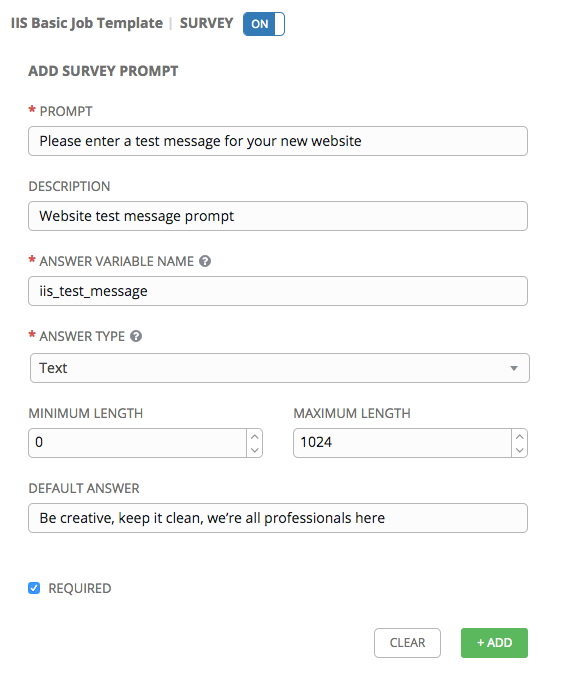 IIS Basic Job Template | SURVEY ON
ADD SURVEY PROMPT
* PROMPT
Please enter a test message for your new website
DESCRIPTION
Website test message prompt
* ANSWER VARIABLE NAME ?
iis_test_message
* ANSWER TYPE ?
Text
MINIMUM LENGTH MAXIMUM LENGTH
0 1024
DEFAULT ANSWER
Be creative, keep it clean, we’re all professionals here
REQUIRED
CLEAR + ADD